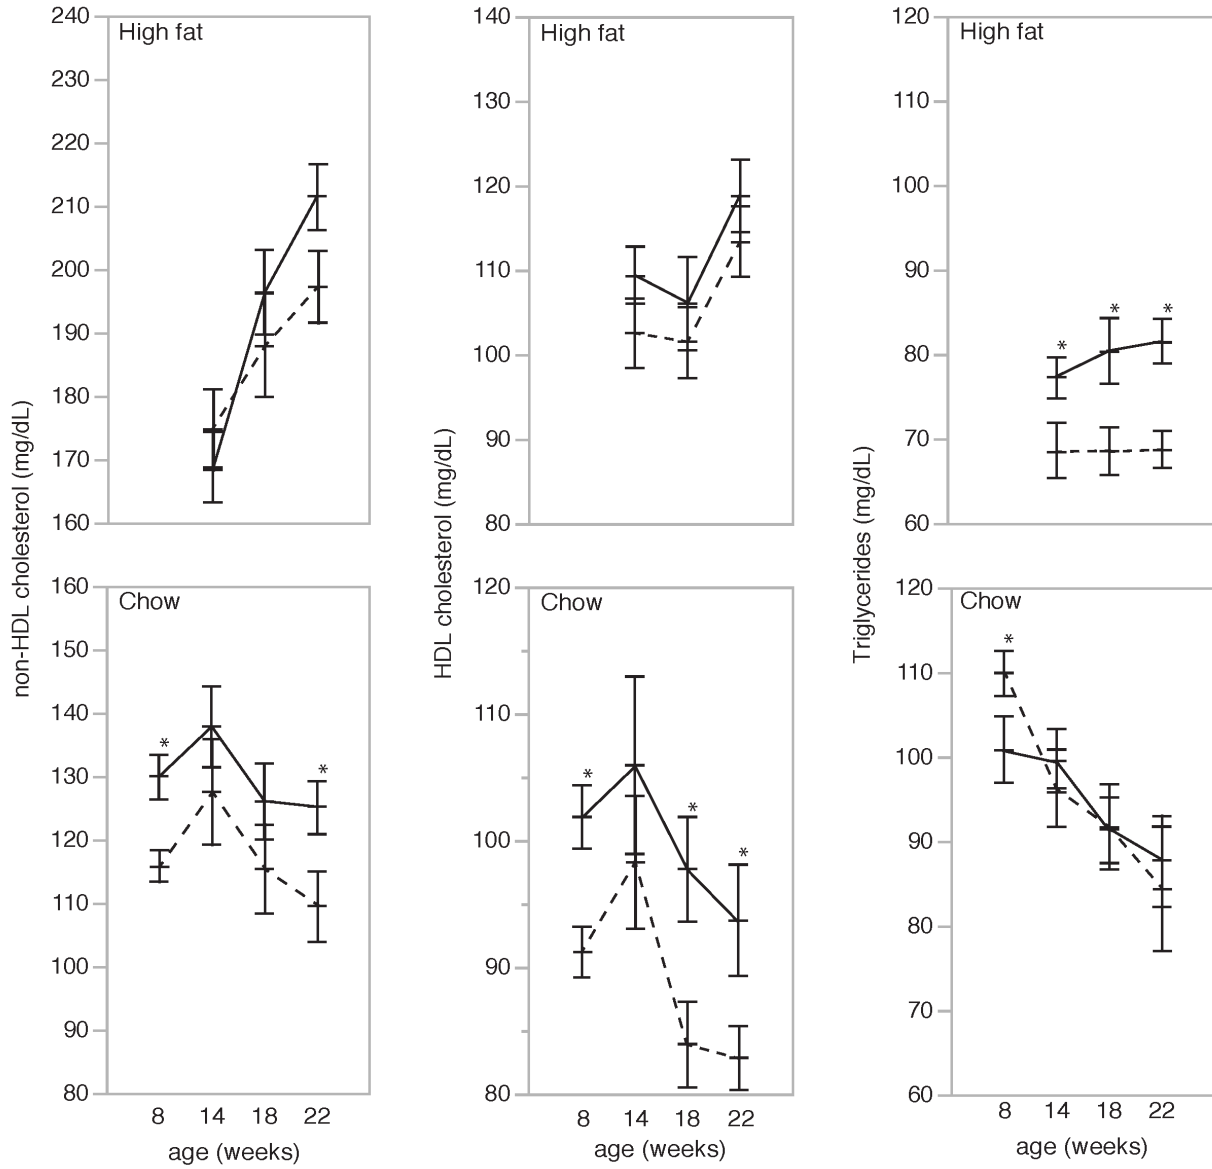 High fat
240
230
220
210
200
190
180
170
160
High fat
140
130
120
110
100
90
80
High fat
120
110
100
90
80
70
60
* * *
non-HDL cholesterol (mg/dL)
HDL cholesterol (mg/dL)
Triglycerides (mg/dL)
Chow
160
150
140
130
120
110
100
90
80
* *
8 14 18 22
age (weeks)
Chow
120
110
100
90
80
* * *
8 14 18 22
age (weeks)
Chow
120
110
100
90
80
70
60
*
8 14 18 22
age (weeks)